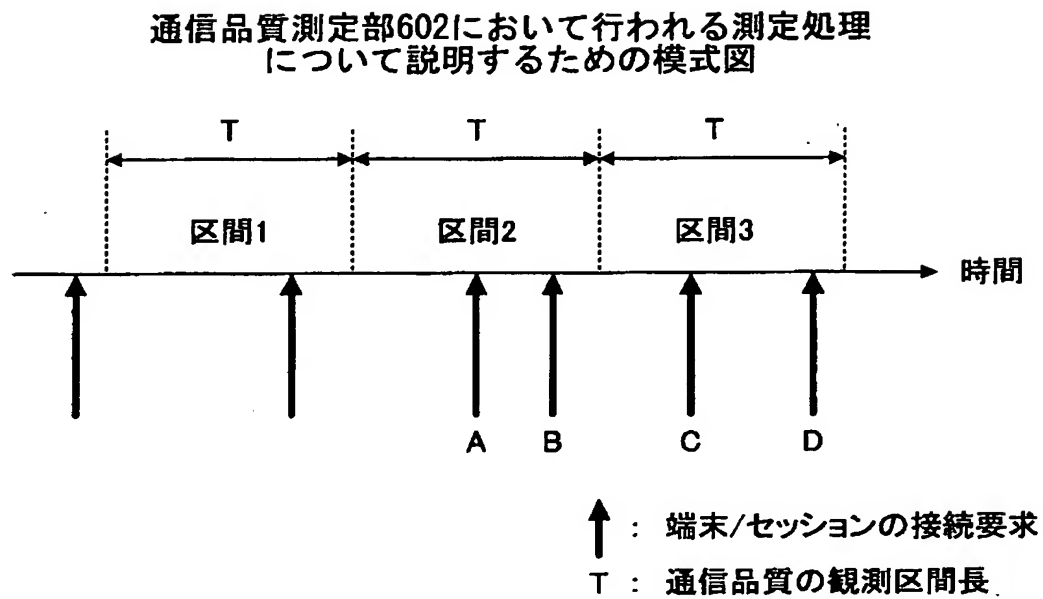 通信品質測定部602において行われる測定処理
について説明するための模式図
T T T
区間1 区間2 区間3
時間
A B C D
: 端末/セッションの接続要求
T : 通信品質の観測区間長